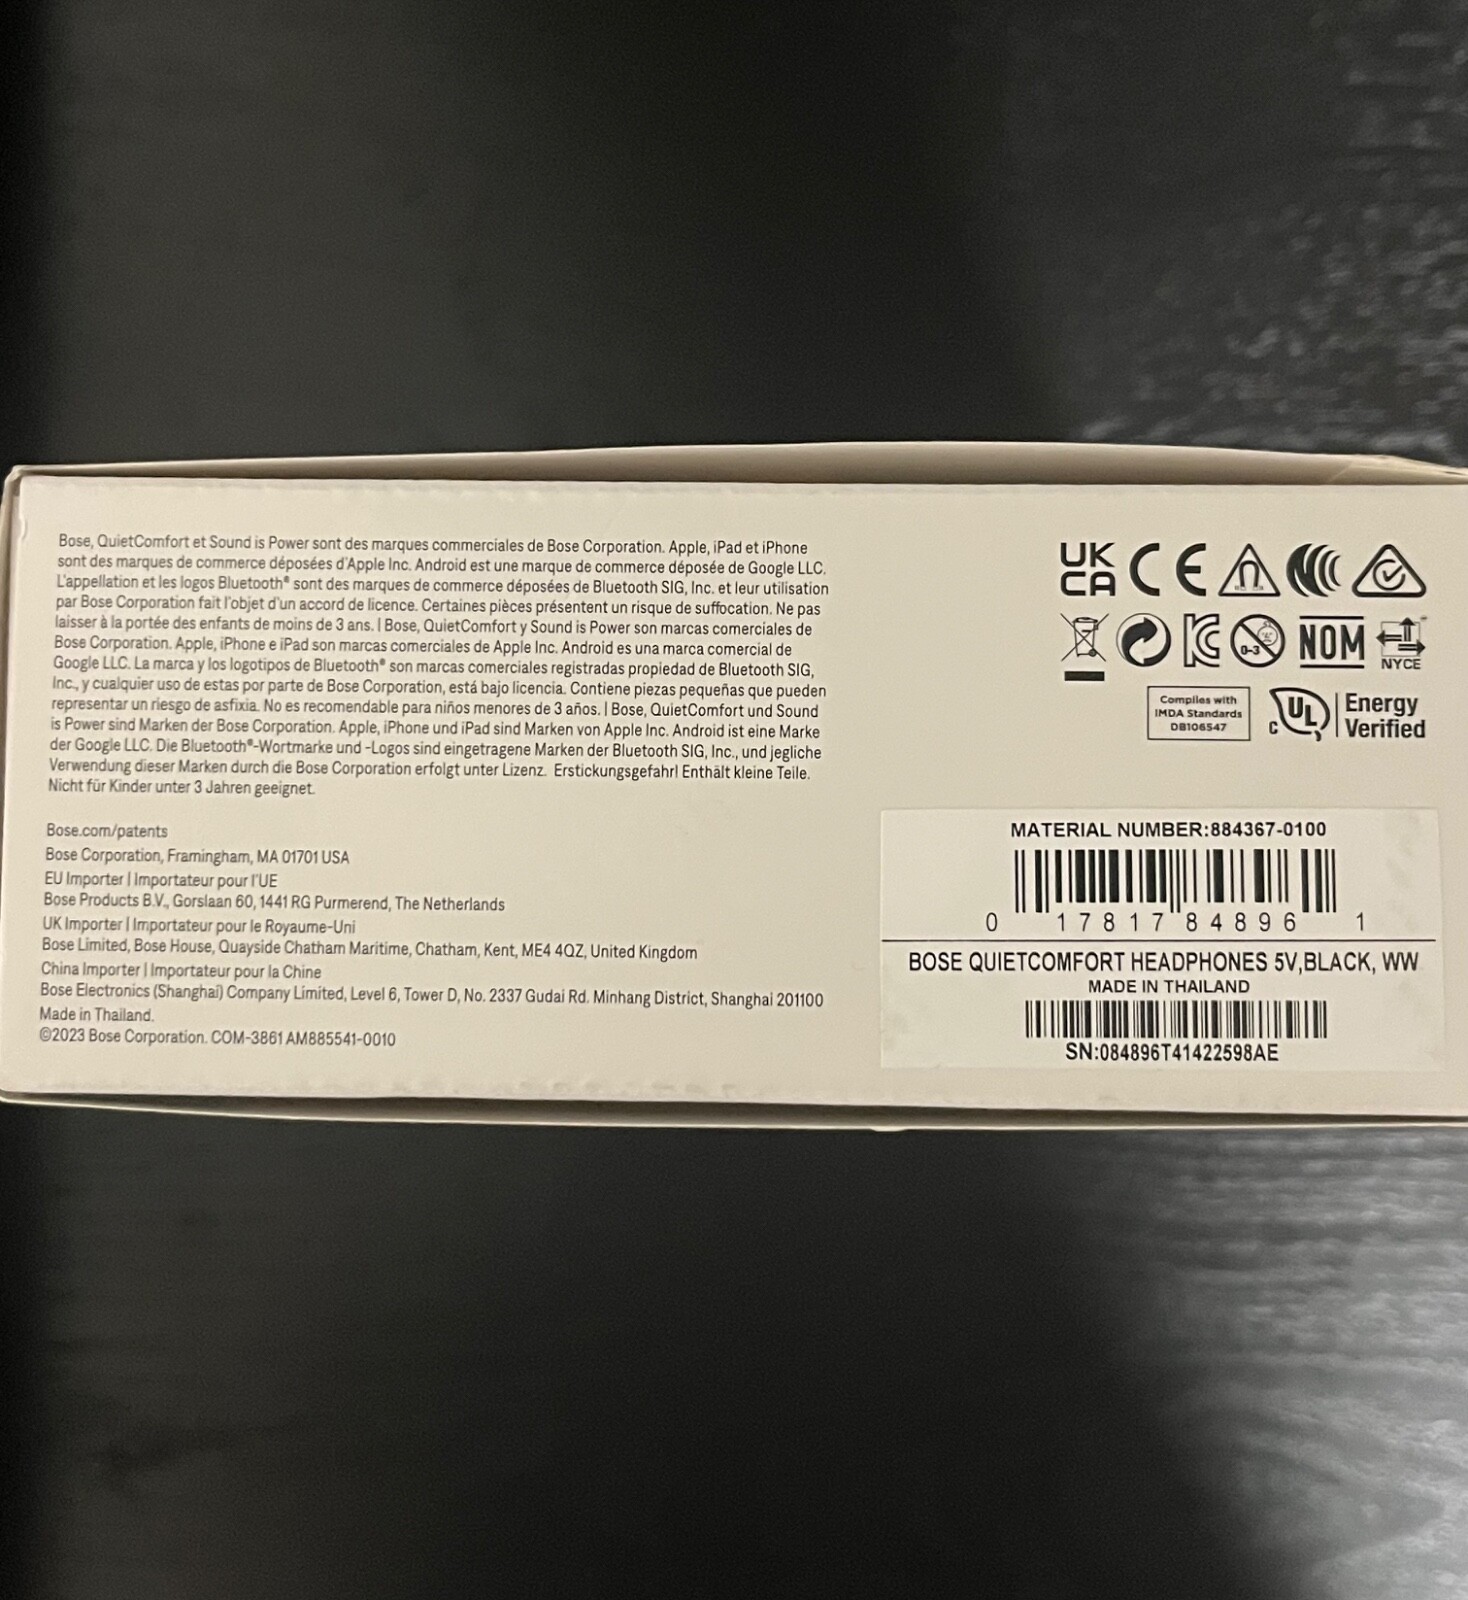 Bose, QuietComfort et Sound is Power sont des marques commerciales de Bose Corporation. Apple, iPad et iPhone
sont des marques de commerce déposées d'Apple Inc. Android est une marque de commerce déposée de Google LLC.
L'appellation et les logos Bluetooth® sont des marques de commerce déposées de Bluetooth SIG, Inc. et leur utilisation
par Bose Corporation fait l'objet d'un accord de licence. Certaines pièces présentent un risque de suffocation. Ne pas
laisser à la portée des enfants de moins de 3 ans. | Bose, QuietComfort y Sound is Power son marcas comerciales de
Bose Corporation. Apple, iPhone e iPad son marcas comerciales de Apple Inc. Android es una marca comercial de
Google LLC. La marca y los logotipos de Bluetooth® son marcas comerciales registradas propiedad de Bluetooth SIG,
Inc., y cualquier uso de estas por parte de Bose Corporation, está bajo licencia. Contiene piezas pequeñas que pueden
representar un riesgo de asfixia. No es recomendable para niños menores de 3 años. | Bose, QuietComfort und Sound
is Power sind Marken der Bose Corporation. Apple, iPhone und iPad sind Marken von Apple Inc. Android ist eine Marke
der Google LLC. Die Bluetooth®-Wortmarke und -Logos sind eingetragene Marken der Bluetooth SIG, Inc., und jegliche
Verwendung dieser Marken durch die Bose Corporation erfolgt unter Lizenz. Erstickungsgefahr! Enthält kleine Teile.
Nicht für Kinder unter 3 Jahren geeignet.
Bose.com/patents
Bose Corporation, Framingham, MA 01701 USA
EU Importer | Importateur pour l'UE
Bose Products B.V., Gorslaan 60, 1441 RG Purmerend, The Netherlands
UK Importer | Importateur pour le Royaume-Uni
Bose Limited, Bose House, Quayside Chatham Maritime, Chatham, Kent, ME4 4QZ, United Kingdom
China Importer | Importateur pour la Chine
Bose Electronics (Shanghai) Company Limited, Level 6, Tower D, No. 2337 Gudai Rd. Minhang District, Shanghai 201100
Made in Thailand.
©2023 Bose Corporation. COM-3861 AM885541-0010
UK
CA CE
0-3 NOM NYCE
Complies with
IMDA Standards
DB106547
C UL Energy
Verified
MATERIAL NUMBER:884367-0100
0 17817 84896 1
BOSE QUIETCOMFORT HEADPHONES 5V,BLACK, WW
MADE IN THAILAND
SN:084896T41422598AE